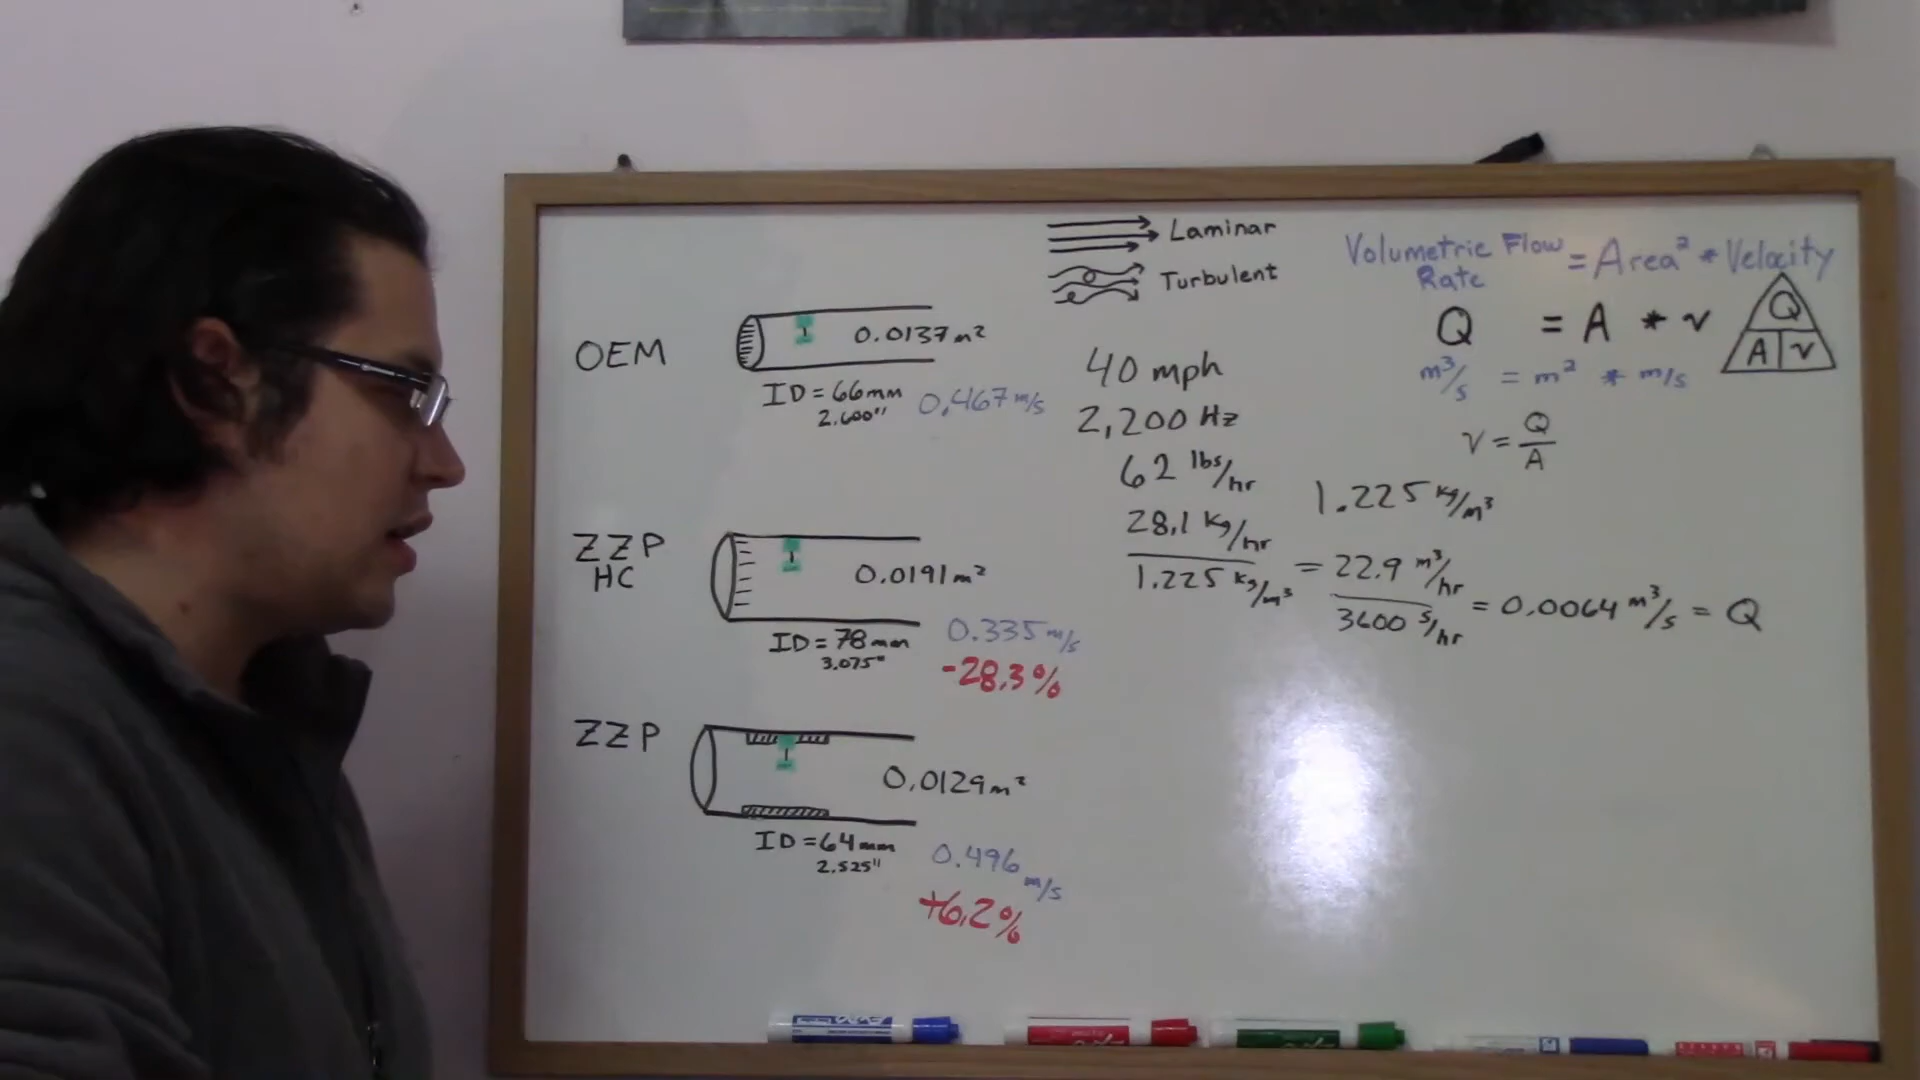 Laminar
Turbulent
Volumetric Flow Rate = Area² * Velocity
Q = A * v
m³/s = m² * m/s
Q
A v
v = Q/A
OEM
0.0137 m²
ID = 66mm
2.600"
0.467 m/s
40 mph
2,200 Hz
62 lbs/hr
28.1 kg/hr
1.225 kg/m³
1.225 kg/m³
= 22.9 m³/hr
3600 s/hr
= 0.0064 m³/s = Q
ZZP
HC
0.0191 m²
ID = 78mm
3.075"
0.335 m/s
-28.3%
ZZP
0.0129 m²
ID = 64mm
2.525"
0.496 m/s
+6.2%